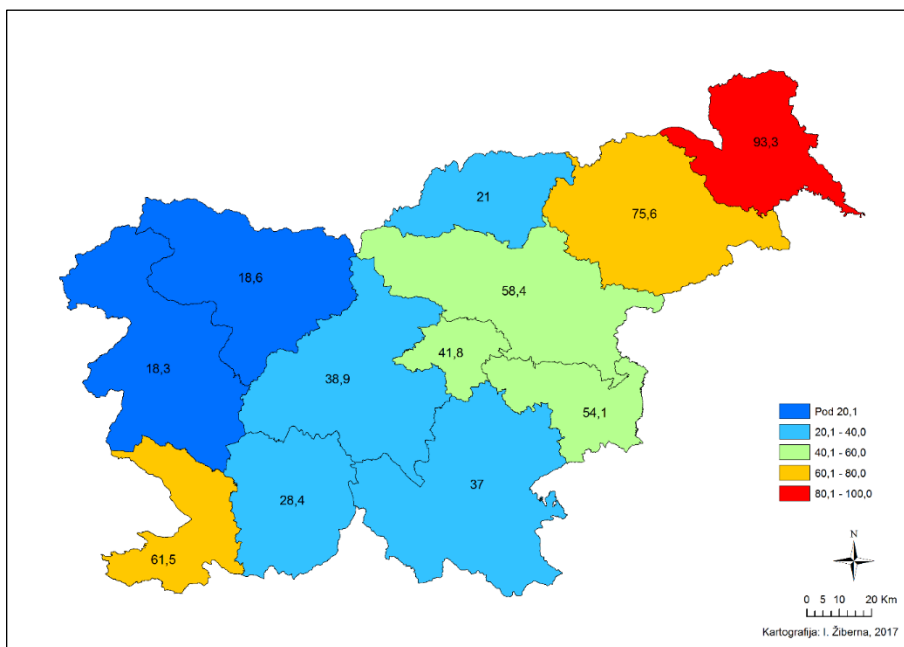 93,3
21
75,6
18,6
58,4
41,8
18,3
38,9
54,1
37
28,4
61,5
Pod 20,1
20,1 - 40,0
40,1 - 60,0
60,1 - 80,0
80,1 - 100,0
N
0 5 10 20 Km
Kartografija: I. Žiberna, 2017